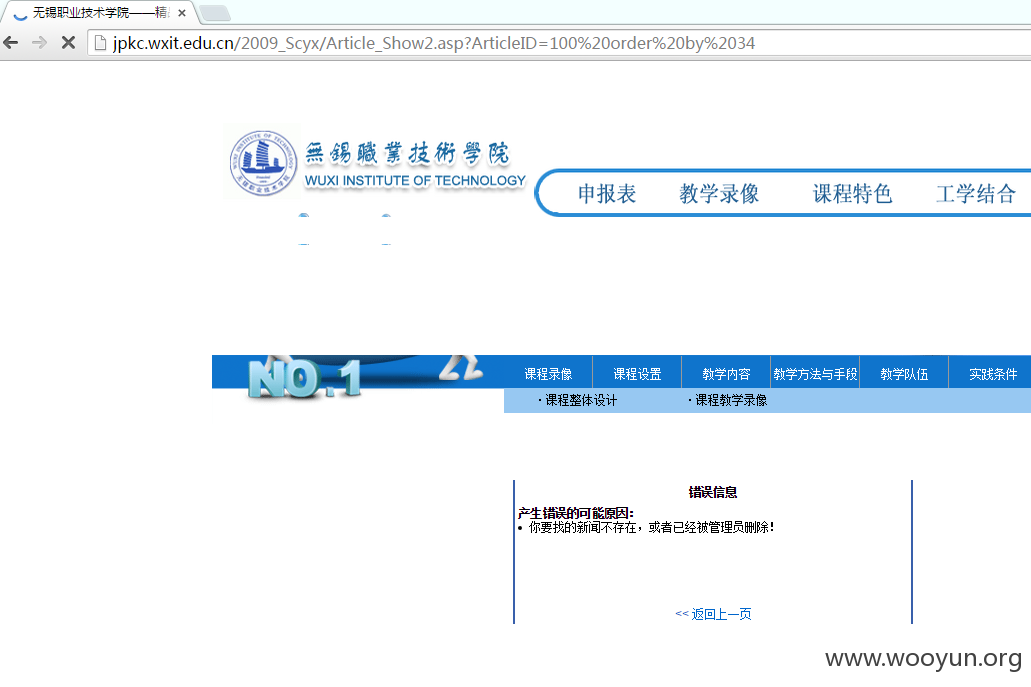 无锡职业技术学院——精
jpkc.wxit.edu.cn/2009_Scyx/Article_Show2.asp?ArticleID=100%20order%20by%2034
無錫職業技術學院
WUXI INSTITUTE OF TECHNOLOGY
申报表 教学录像 课程特色 工学结合
NO.1
课程录像 课程设置 教学内容 教学方法与手段 教学队伍 实践条件
·课程整体设计 ·课程教学录像
错误信息
产生错误的可能原因：
• 你要找的新闻不存在，或者已经被管理员删除！
<< 返回上一页
www.wooyun.org